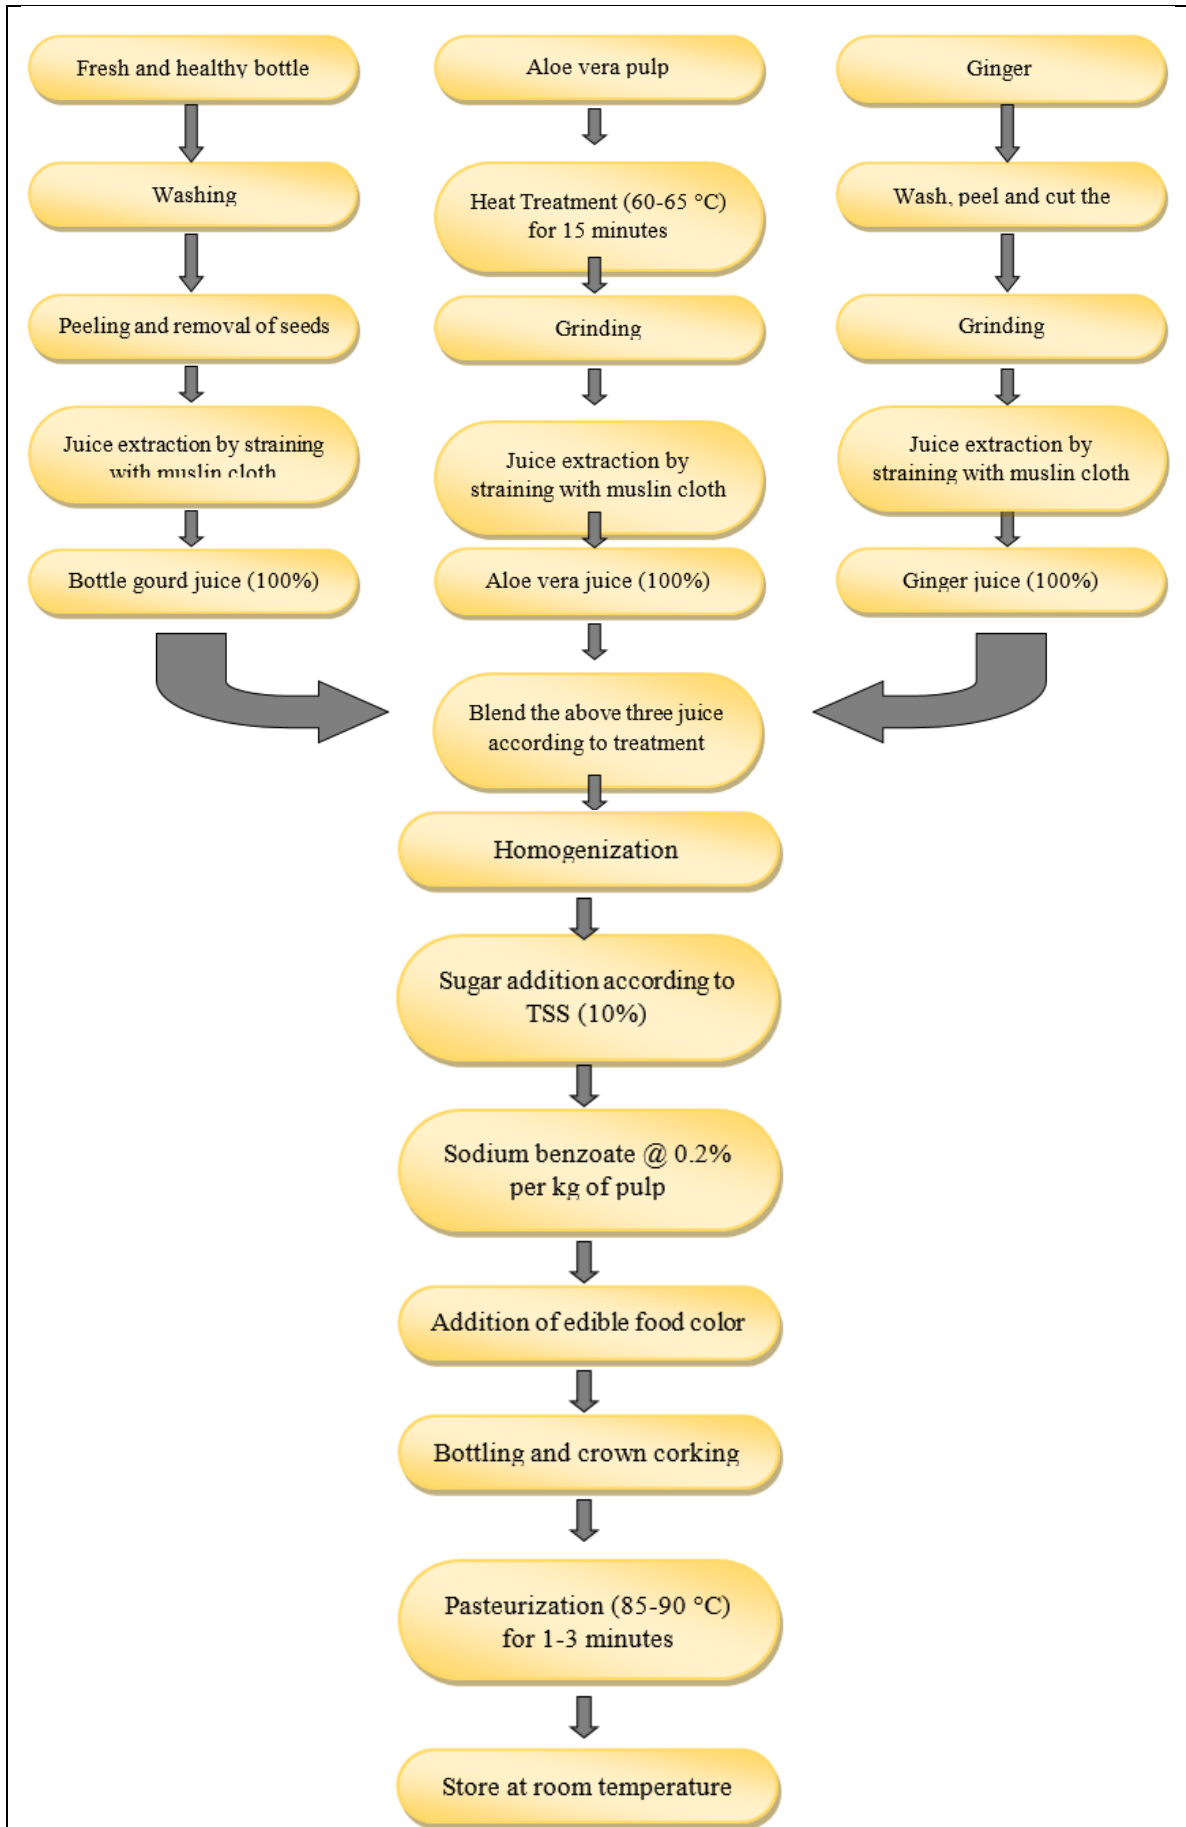 Fresh and healthy bottle
Washing
Peeling and removal of seeds
Juice extraction by straining
with muslin cloth
Bottle gourd juice (100%)
Aloe vera pulp
Heat Treatment (60-65 °C)
for 15 minutes
Grinding
Juice extraction by
straining with muslin cloth
Aloe vera juice (100%)
Ginger
Wash, peel and cut the
Grinding
Juice extraction by
straining with muslin cloth
Ginger juice (100%)
Blend the above three juice
according to treatment
Homogenization
Sugar addition according to
TSS (10%)
Sodium benzoate @ 0.2%
per kg of pulp
Addition of edible food color
Bottling and crown corking
Pasteurization (85-90 °C)
for 1-3 minutes
Store at room temperature